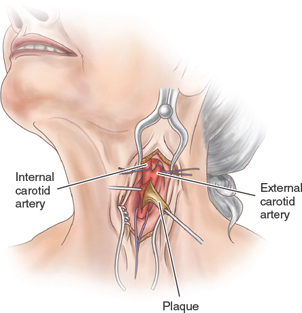 Internal
carotid
artery
External
carotid
artery
Plaque